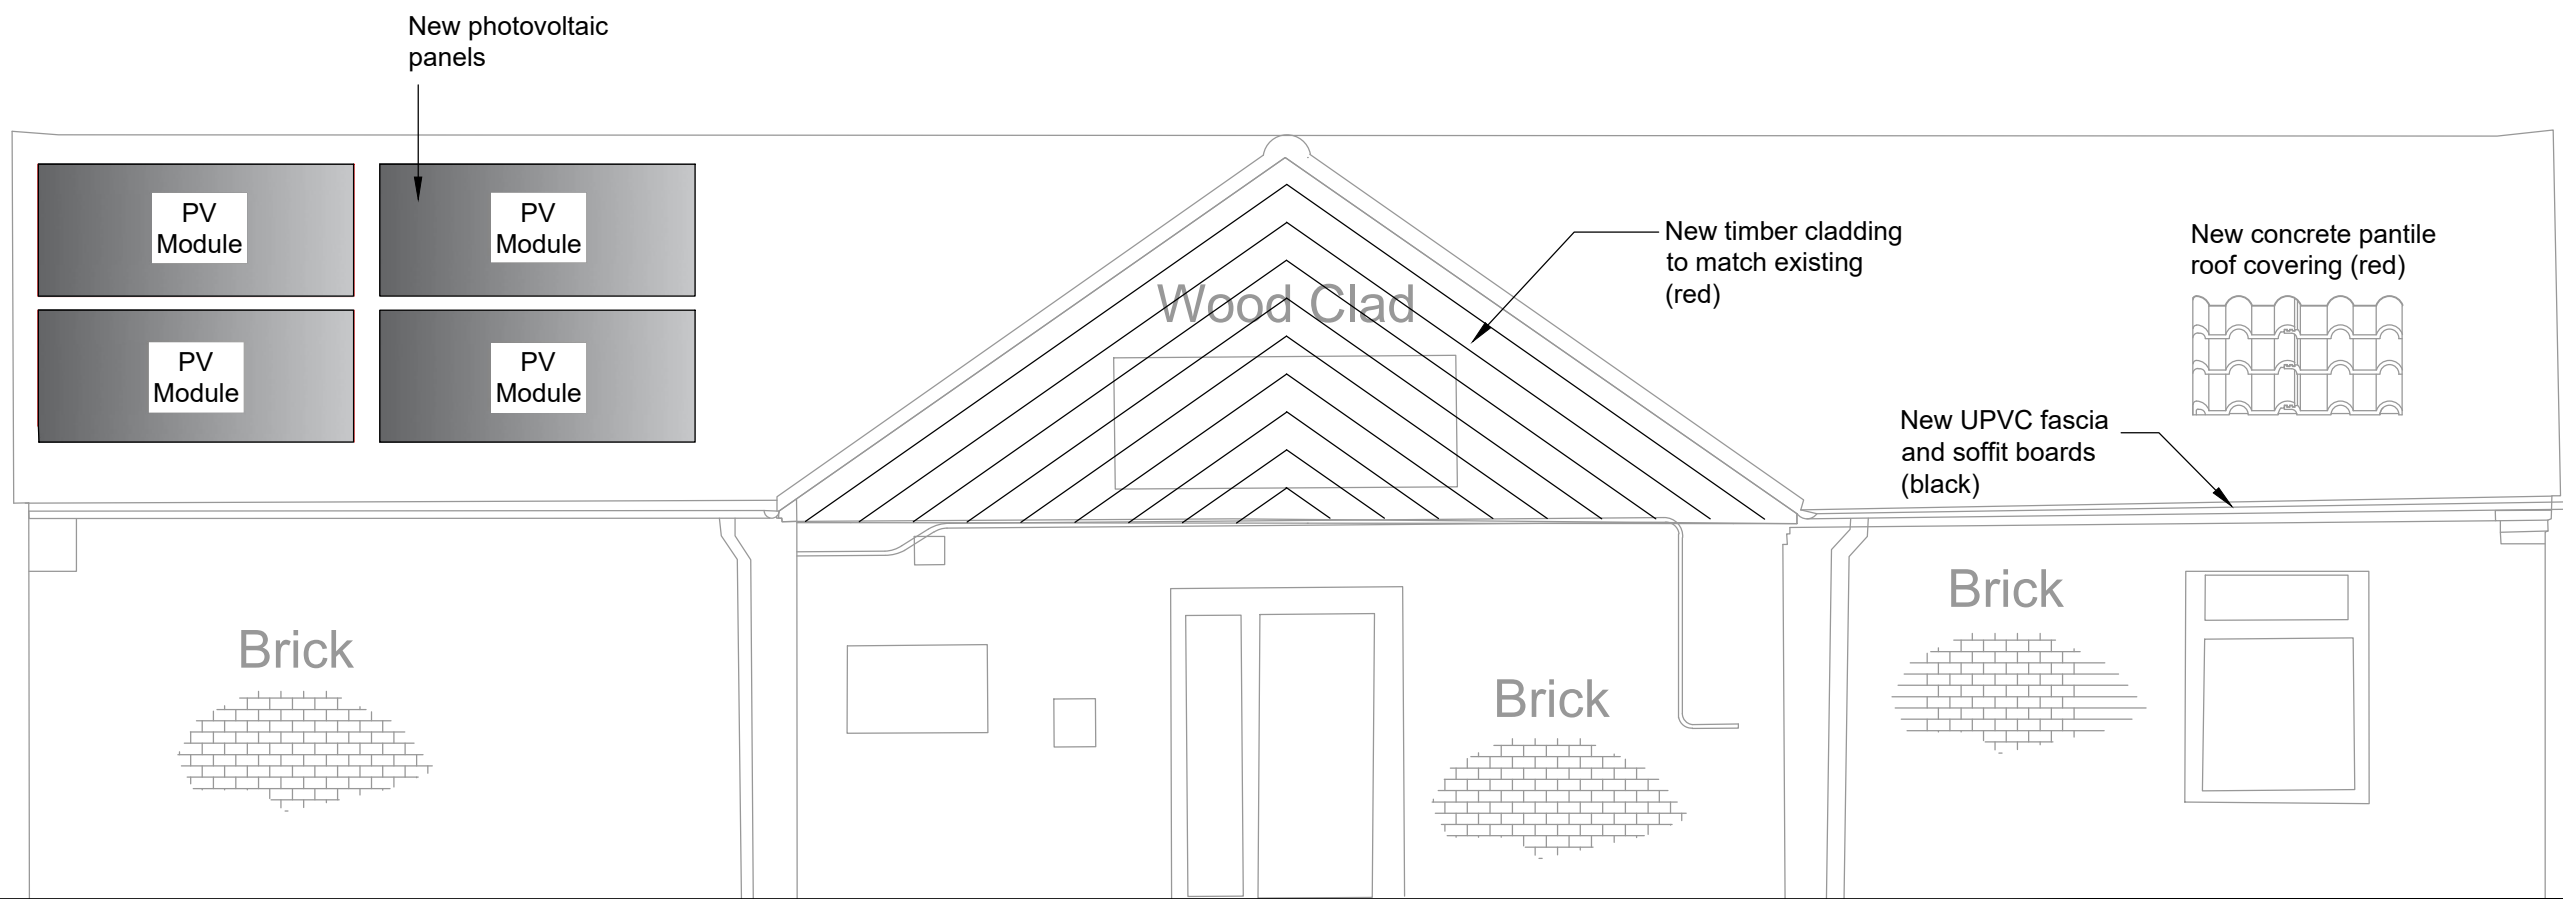 New photovoltaic
panels
PV
Module
PV
Module
PV
Module
PV
Module
Wood Clad
New timber cladding
to match existing
(red)
New concrete pantile
roof covering (red)
New UPVC fascia
and soffit boards
(black)
Brick
Brick
Brick